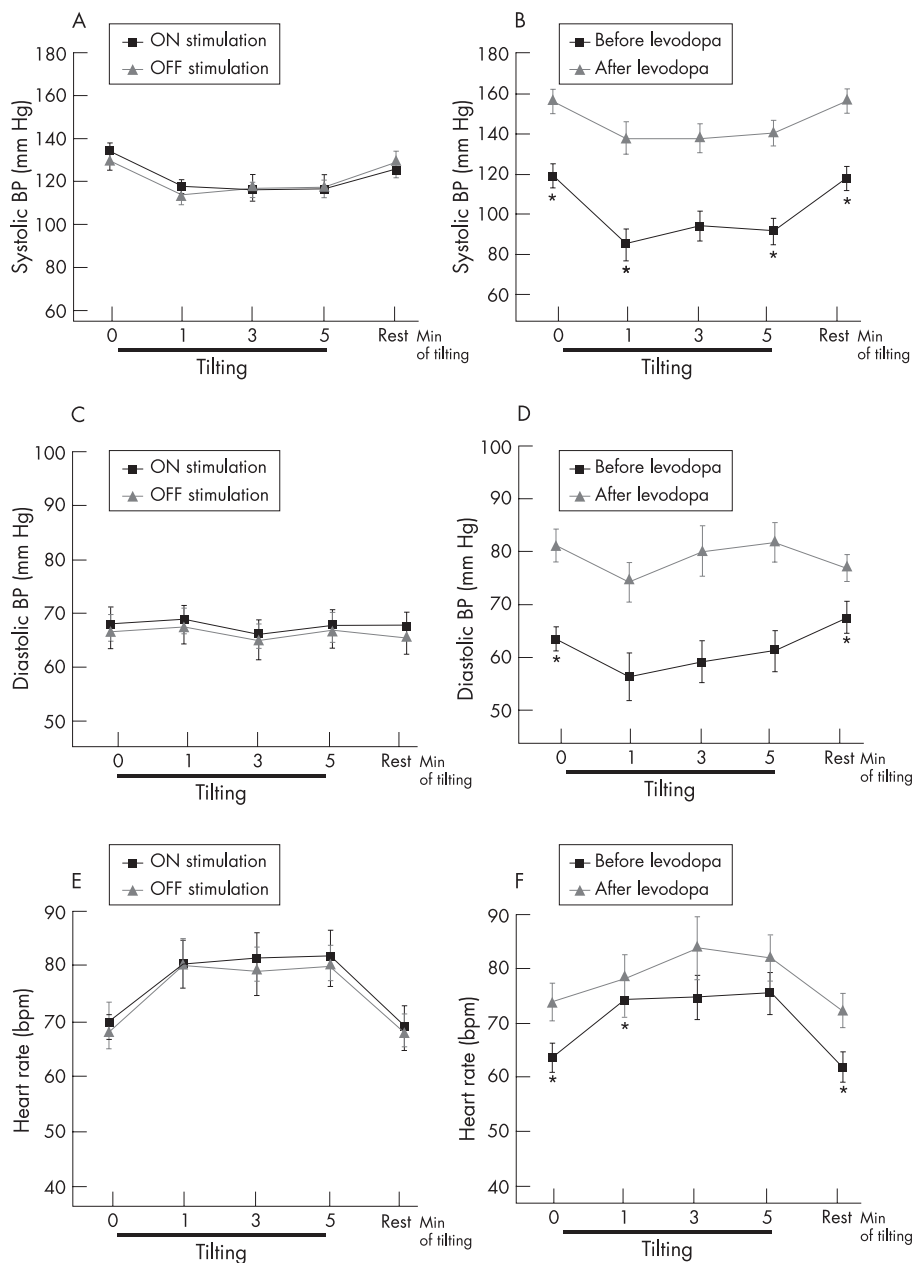 A
ON stimulation
OFF stimulation
180
160
140
120
100
80
60
Systolic BP (mm Hg)
0 1 3 5 Rest Min
of tilting
Tilting
B
Before levodopa
After levodopa
180
160
140
120
100
80
60
Systolic BP (mm Hg)
* * * *
0 1 3 5 Rest Min
of tilting
Tilting
C
ON stimulation
OFF stimulation
100
90
80
70
60
50
Diastolic BP (mm Hg)
0 1 3 5 Rest Min
of tilting
Tilting
D
Before levodopa
After levodopa
100
90
80
70
60
50
Diastolic BP (mm Hg)
* *
0 1 3 5 Rest Min
of tilting
Tilting
E
ON stimulation
OFF stimulation
90
80
70
60
50
40
Heart rate (bpm)
0 1 3 5 Rest Min
of tilting
Tilting
F
Before levodopa
After levodopa
90
80
70
60
50
40
Heart rate (bpm)
* * *
0 1 3 5 Rest Min
of tilting
Tilting